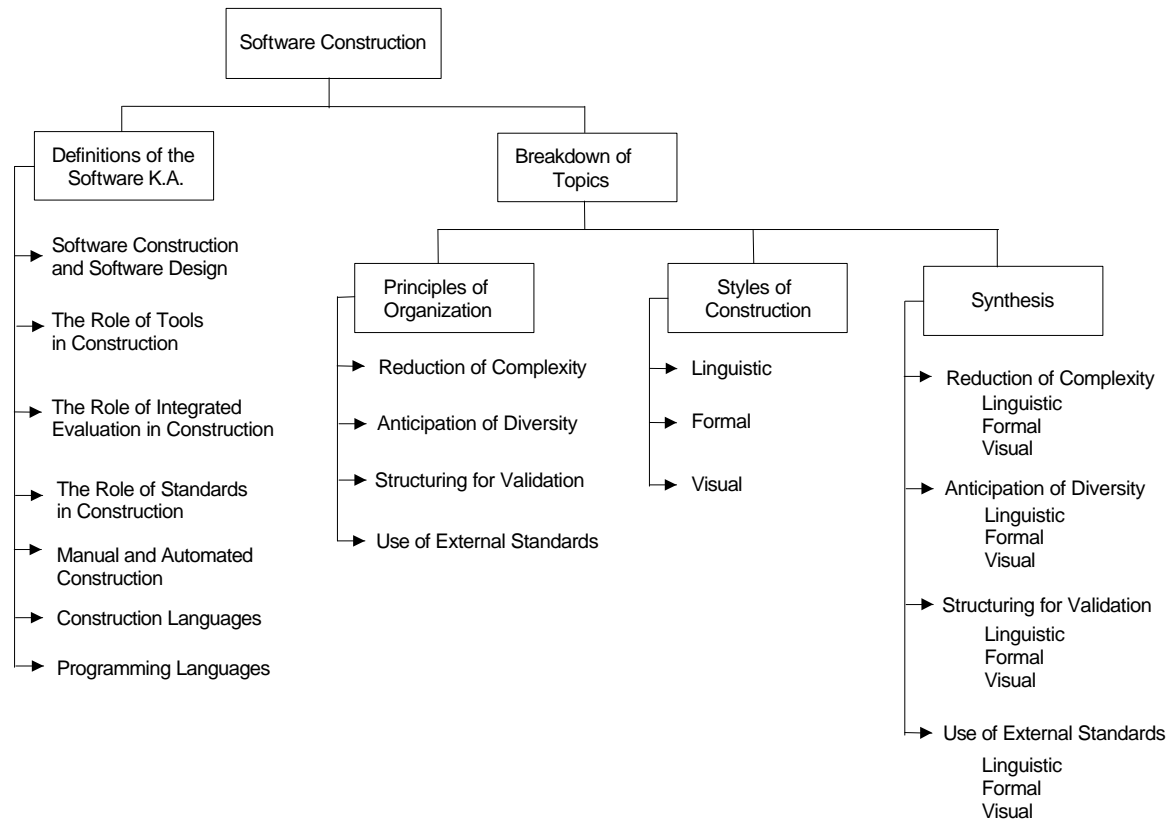 Software Construction
Definitions of the
Software K.A.
Software Construction
and Software Design
The Role of Tools
in Construction
The Role of Integrated
Evaluation in Construction
The Role of Standards
in Construction
Manual and Automated
Construction
Construction Languages
Programming Languages
Breakdown of
Topics
Principles of
Organization
Reduction of Complexity
Anticipation of Diversity
Structuring for Validation
Use of External Standards
Styles of
Construction
Linguistic
Formal
Visual
Synthesis
Reduction of Complexity
Linguistic
Formal
Visual
Anticipation of Diversity
Linguistic
Formal
Visual
Structuring for Validation
Linguistic
Formal
Visual
Use of External Standards
Linguistic
Formal
Visual